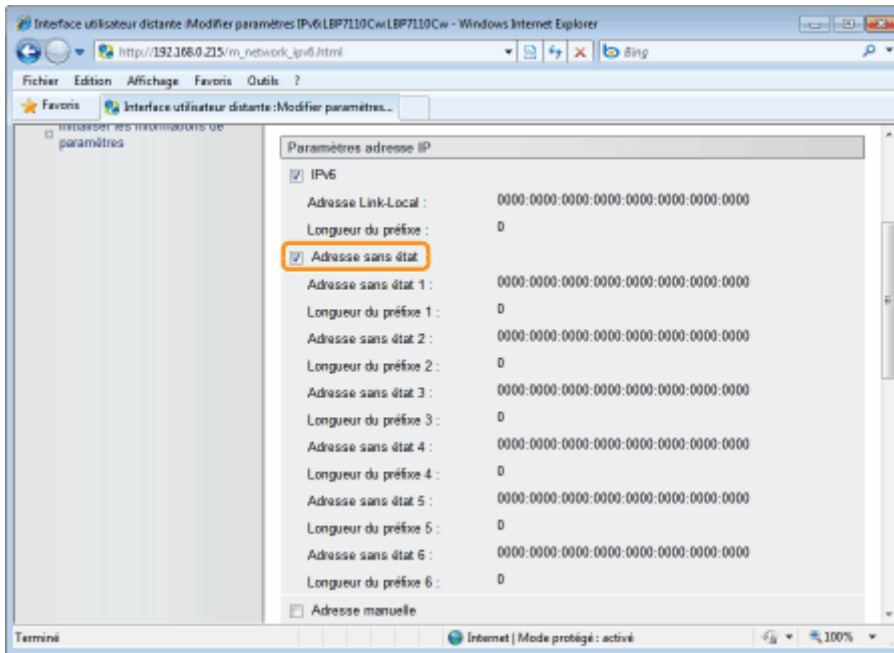 Interface utilisateur distante :Modifier paramètres IPv6:LBP7110Cw:LBP7110Cw - Windows Internet Explorer
http://192.168.0.215/m_network_ipv6.html
Bing
Fichier Edition Affichage Favoris Outils ?
Favoris
Interface utilisateur distante :Modifier paramètres...
Initialiser les informations de
paramètres
Paramètres adresse IP
IPv6
Adresse Link-Local : 0000:0000:0000:0000:0000:0000:0000:0000
Longueur du préfixe : 0
Adresse sans état
Adresse sans état 1 : 0000:0000:0000:0000:0000:0000:0000:0000
Longueur du préfixe 1 : 0
Adresse sans état 2 : 0000:0000:0000:0000:0000:0000:0000:0000
Longueur du préfixe 2 : 0
Adresse sans état 3 : 0000:0000:0000:0000:0000:0000:0000:0000
Longueur du préfixe 3 : 0
Adresse sans état 4 : 0000:0000:0000:0000:0000:0000:0000:0000
Longueur du préfixe 4 : 0
Adresse sans état 5 : 0000:0000:0000:0000:0000:0000:0000:0000
Longueur du préfixe 5 : 0
Adresse sans état 6 : 0000:0000:0000:0000:0000:0000:0000:0000
Longueur du préfixe 6 : 0
Adresse manuelle
Terminé
Internet | Mode protégé : activé
100%